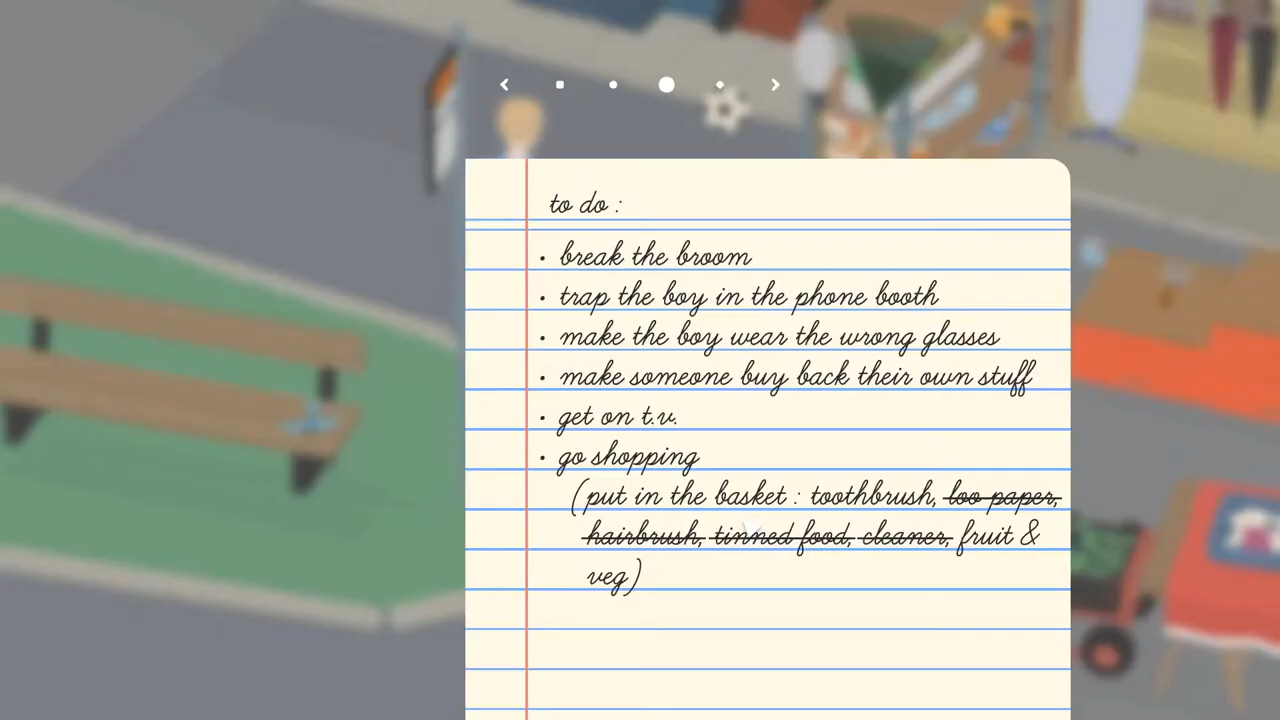 to do :
• break the broom
• trap the boy in the phone booth
• make the boy wear the wrong glasses
• make someone buy back their own stuff
• get on t.v.
• go shopping
(put in the basket : toothbrush, loo paper,
hairbrush, tinned food, cleaner, fruit &
veg)